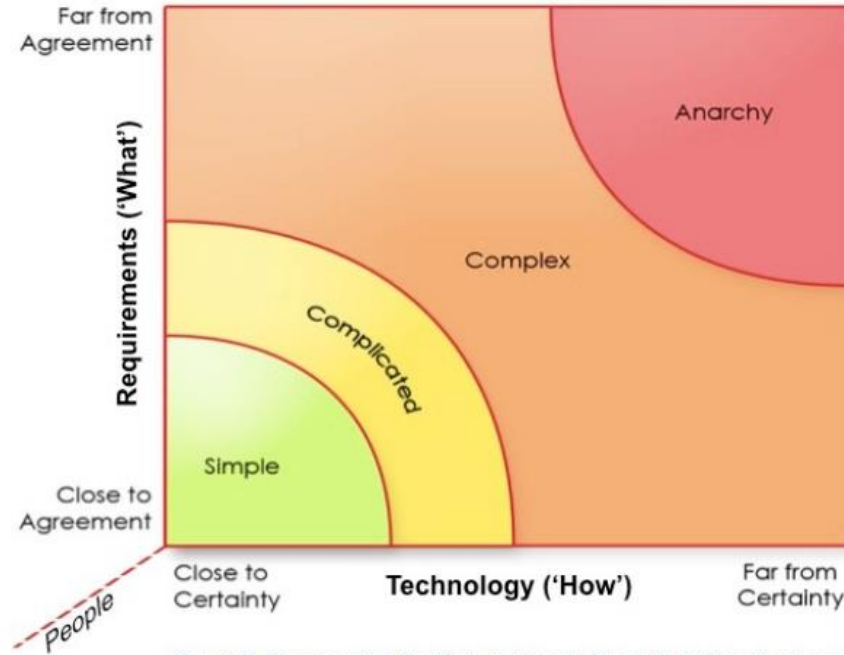 Far from
Agreement
Anarchy
Requirements ('What')
Complex
Complicated
Simple
Close to
Agreement
Close to
Certainty
Technology ('How')
Far from
Certainty
People